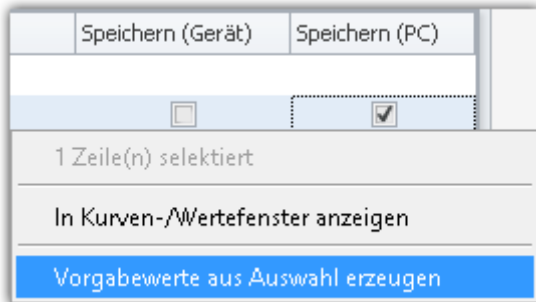 Speichern (Gerät) Speichern (PC)
1 Zeile(n) selektiert
In Kurven-/Wertefenster anzeigen
Vorgabewerte aus Auswahl erzeugen